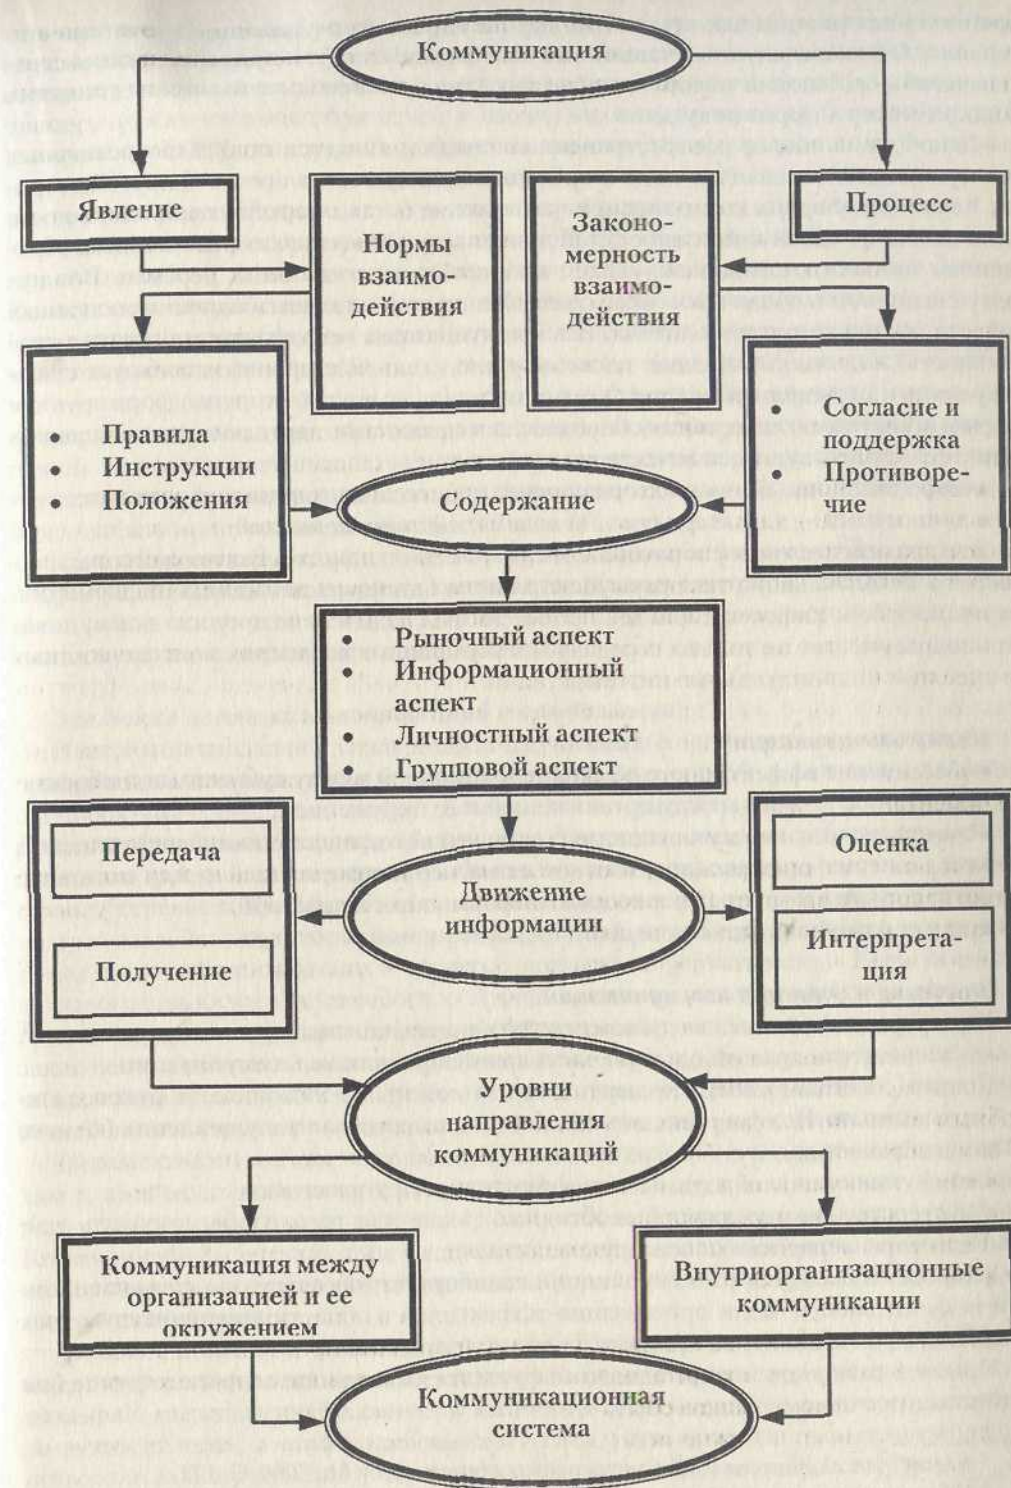 Коммуникация
Явление
Нормы
взаимо-
действия
Законо-
мерность
взаимо-
действия
Процесс
• Правила
• Инструкции
• Положения
Содержание
• Согласие и
поддержка
• Противоре-
чие
• Рыночный аспект
• Информационный
аспект
• Личностный аспект
• Групповой аспект
Передача
Получение
Движение
информации
Оценка
Интерпрета-
ция
Уровни
направления
коммуникаций
Коммуникация между
организацией и ее
окружением
Внутриорганизационные
коммуникации
Коммуникационная
система